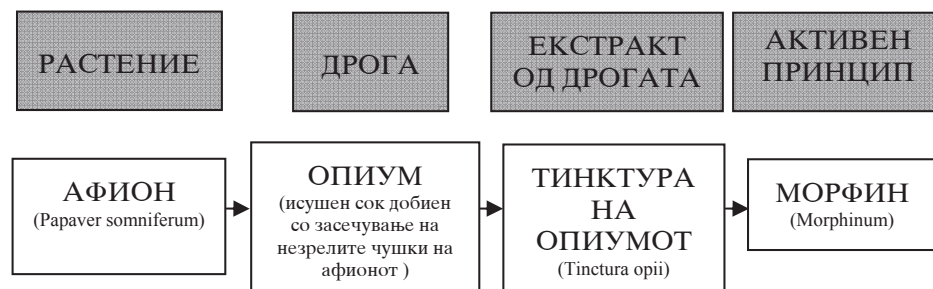 РАСТЕНИЕ
ДРОГА
ЕКСТРАКТ
ОД ДРОГАТА
АКТИВЕН
ПРИНЦИП
АФИОН
(Papaver somniferum)
ОПИУМ
(исушен сок добиен
со засечување на
незрелите чушки на
афионот )
ТИНКТУРА
НА
ОПИУМОТ
(Tinctura opii)
МОРФИН
(Morphinum)